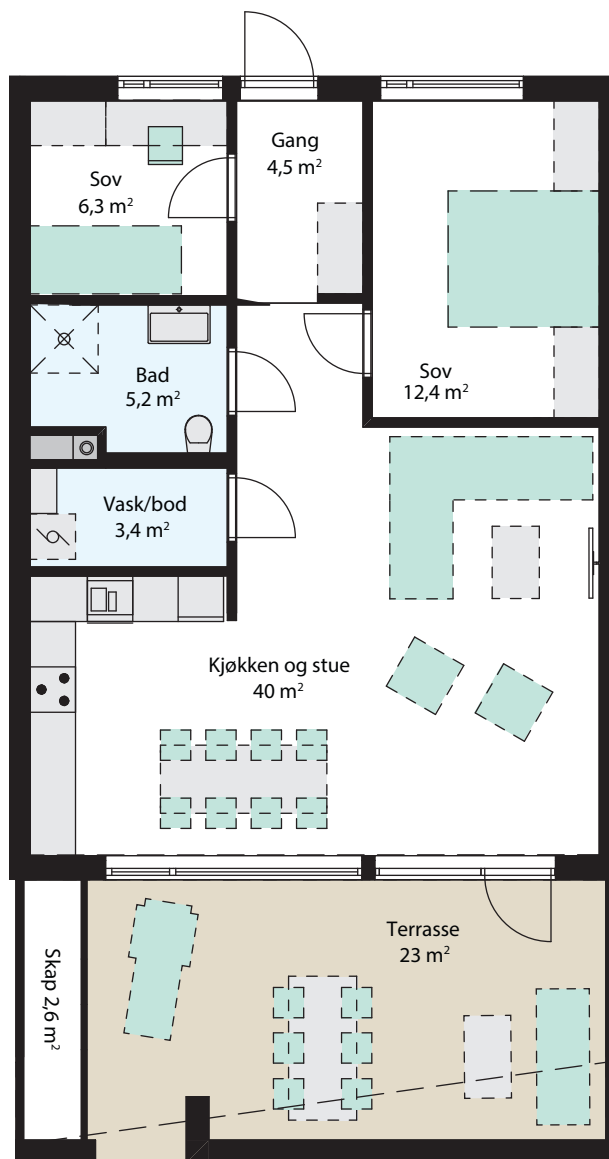 Gang
4,5 m²
Sov
6,3 m²
Sov
12,4 m²
Bad
5,2 m²
Vask/bod
3,4 m²
Kjøkken og stue
40 m²
Terrasse
23 m²
Skap 2,6 m²